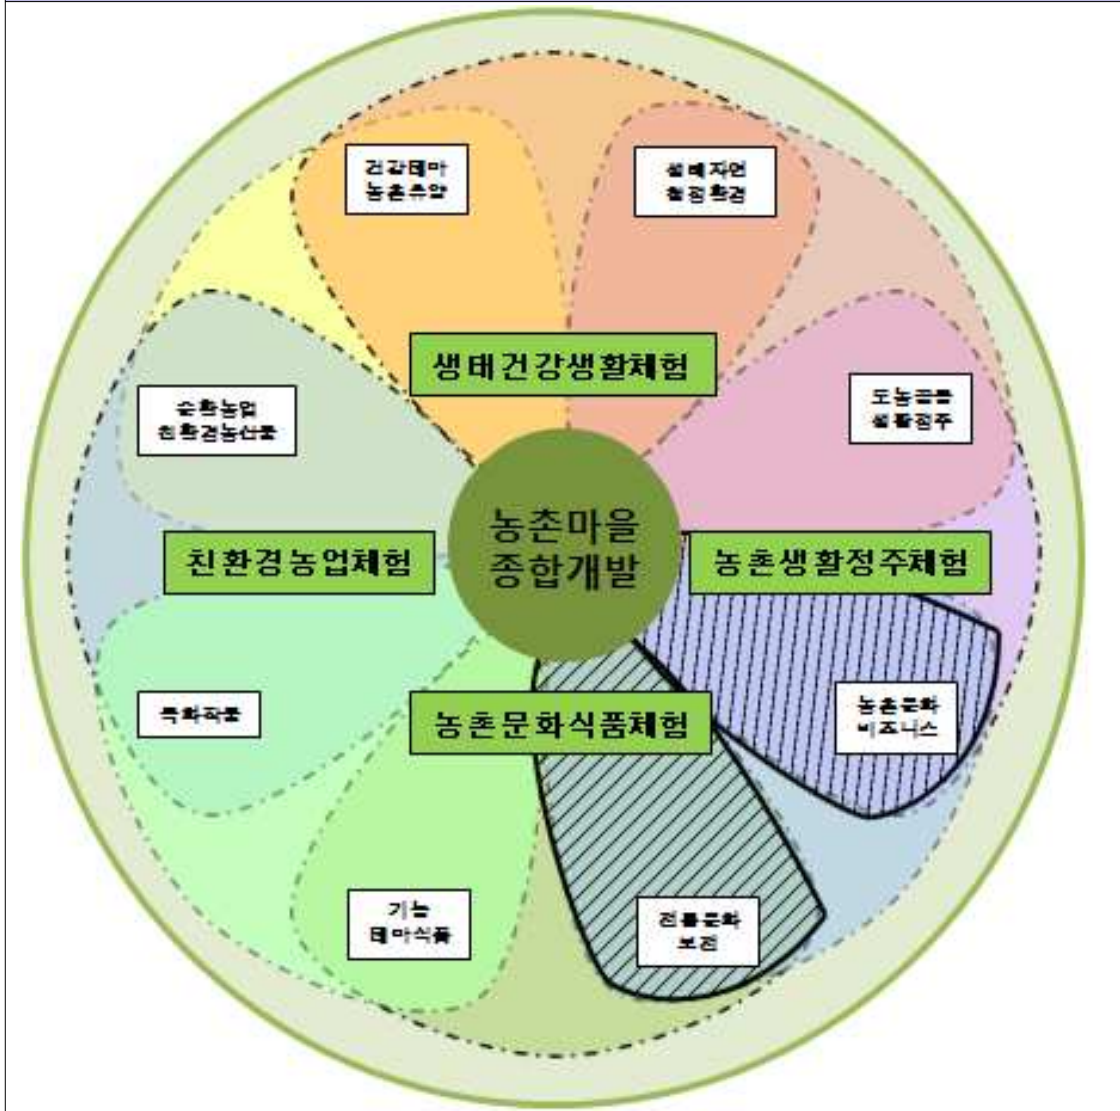 건강테마
농촌휴양
생태자연
청정환경
생태건강생활체험
순환농업
친환경농산물
도농공동
생활정주
농촌마을
종합개발
친환경농업체험
농촌생활정주체험
특화작물
농촌문화식품체험
농촌문화
비즈니스
기능
테마식품
전통문화
보전